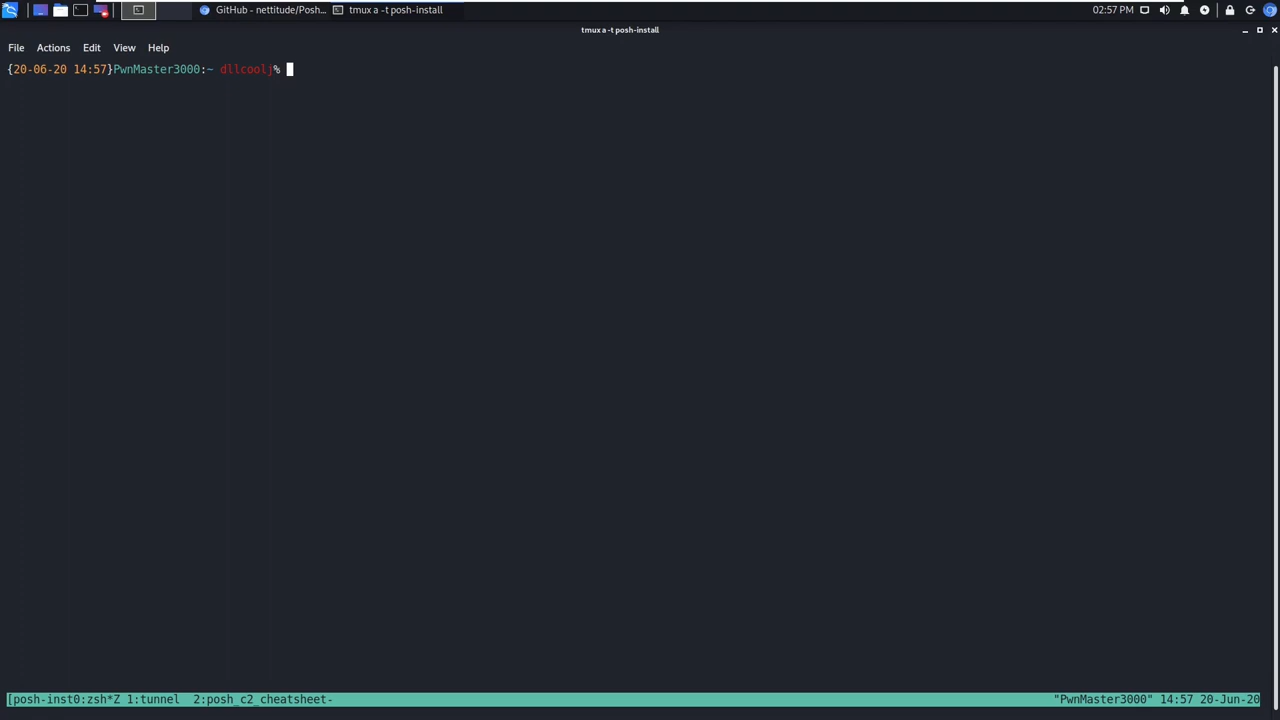 GitHub - nettitude/Posh... tmux a -t posh-install 02:57 PM
tmux a -t posh-install
File Actions Edit View Help
{20-06-20 14:57}PwnMaster3000:~ dllcoolj%
[posh-inst0:zsh*Z 1:tunnel 2:posh_c2_cheatsheet- "PwnMaster3000" 14:57 20-Jun-20